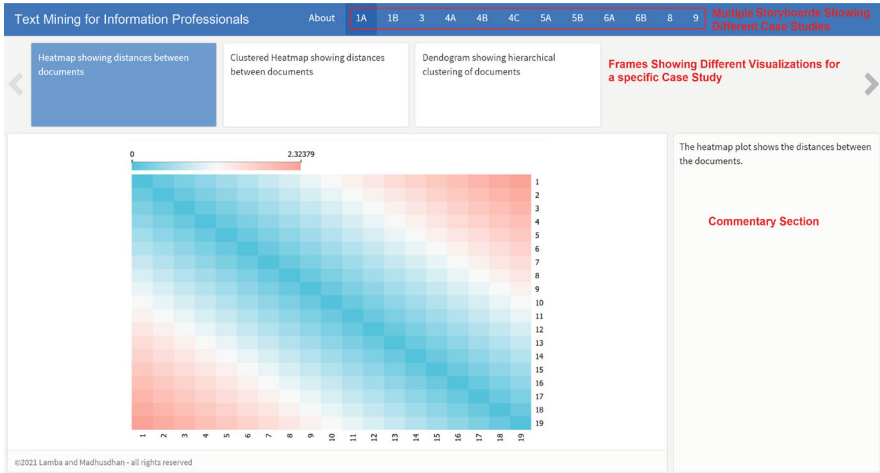 Text Mining for Information Professionals
About 1A 1B 3 4A 4B 4C 5A 5B 6A 6B 8 9
Multiple Storyboards Showing
Different Case Studies
Heatmap showing distances between
documents
Clustered Heatmap showing distances
between documents
Dendogram showing hierarchical
clustering of documents
Frames Showing Different Visualizations for
a specific Case Study
0 2.32379
1
2
3
4
5
6
7
8
9
10
11
12
13
14
15
16
17
18
19
1 2 3 4 5 6 7 8 9 10 11 12 13 14 15 16 17 18 19
The heatmap plot shows the distances between
the documents.
Commentary Section
©2021 Lamba and Madhusdhan - all rights reserved